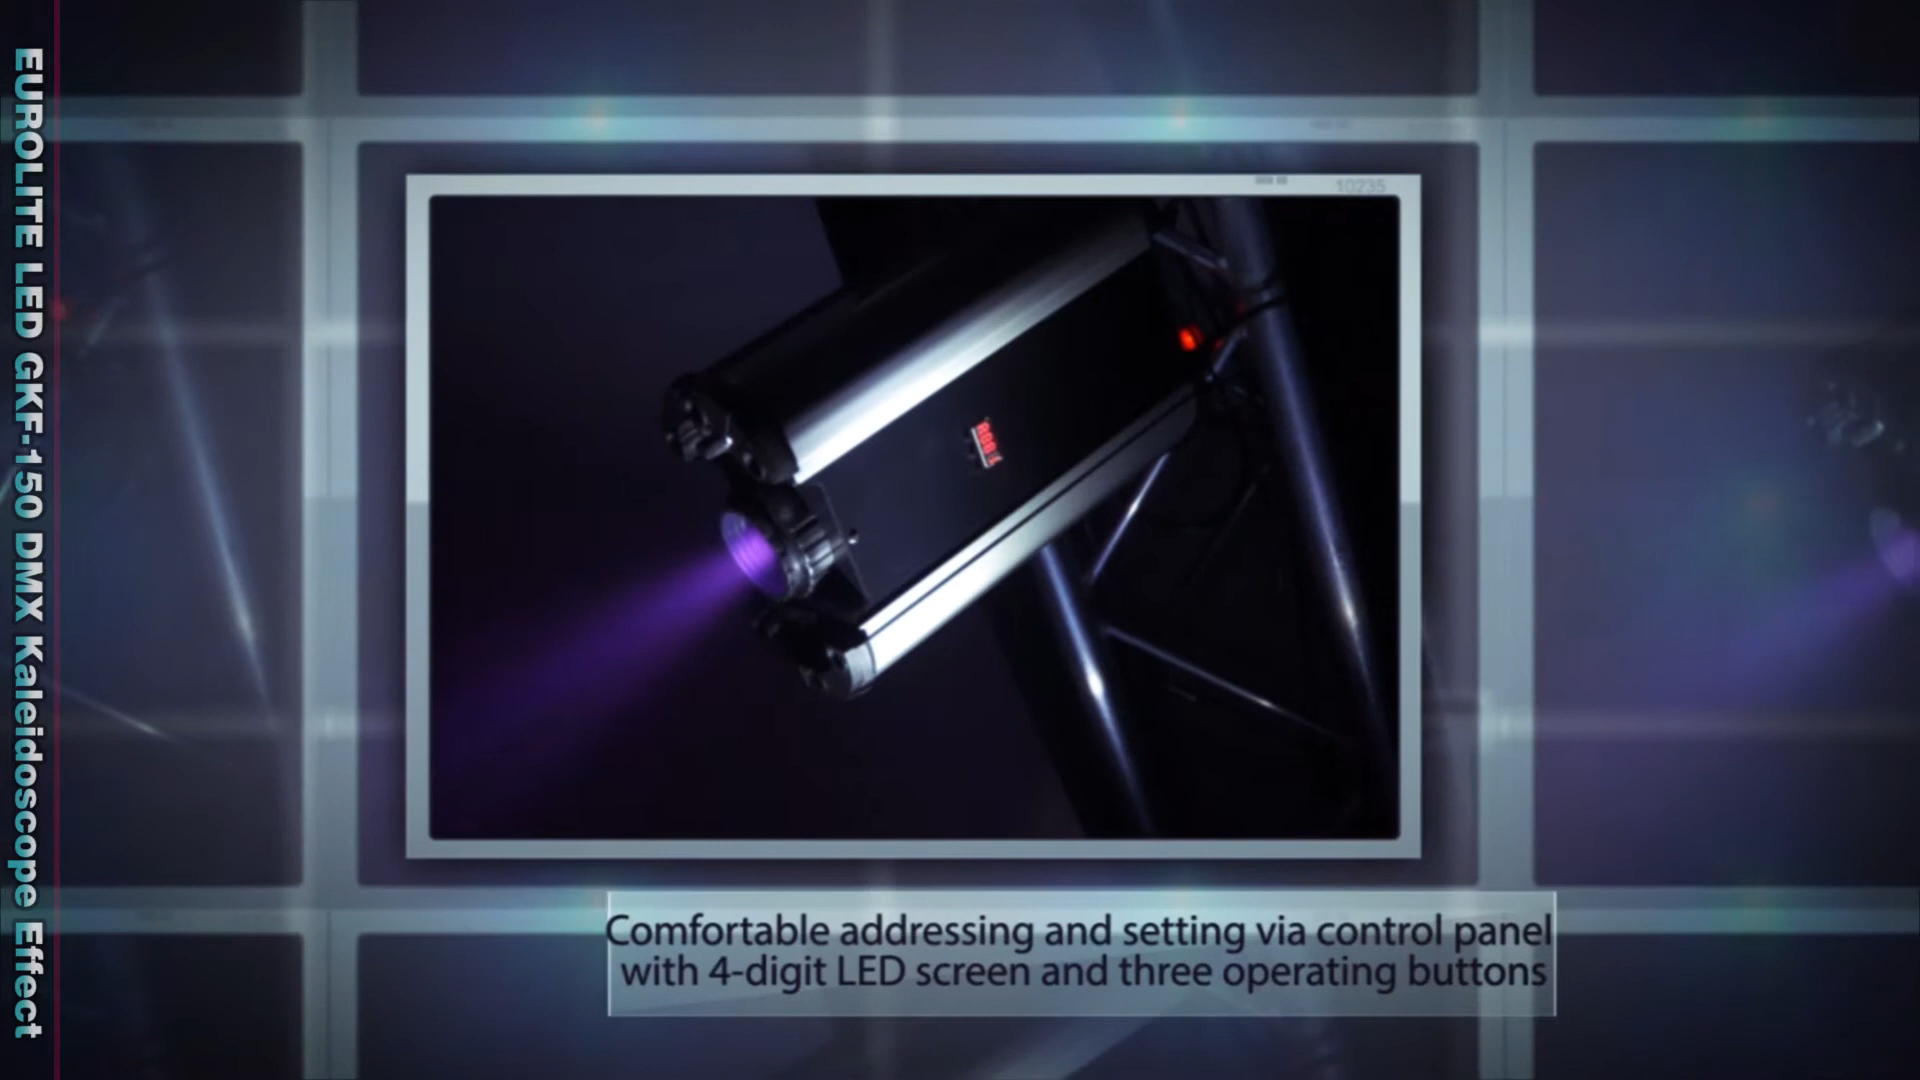 EUROLITE LED GKF-150 DMX Kaleidoscope Effect
10235
Comfortable addressing and setting via control panel
with 4-digit LED screen and three operating buttons